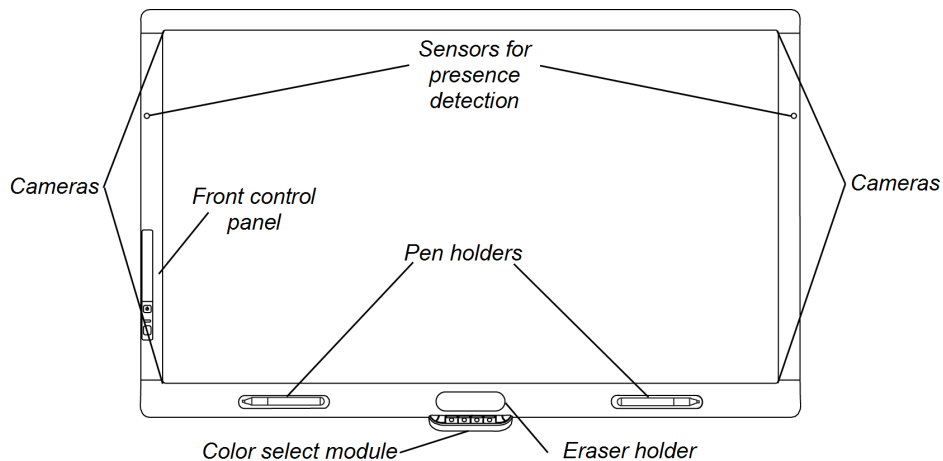 Sensors for
presence
detection
Cameras
Cameras
Front control
panel
Pen holders
Color select module
Eraser holder